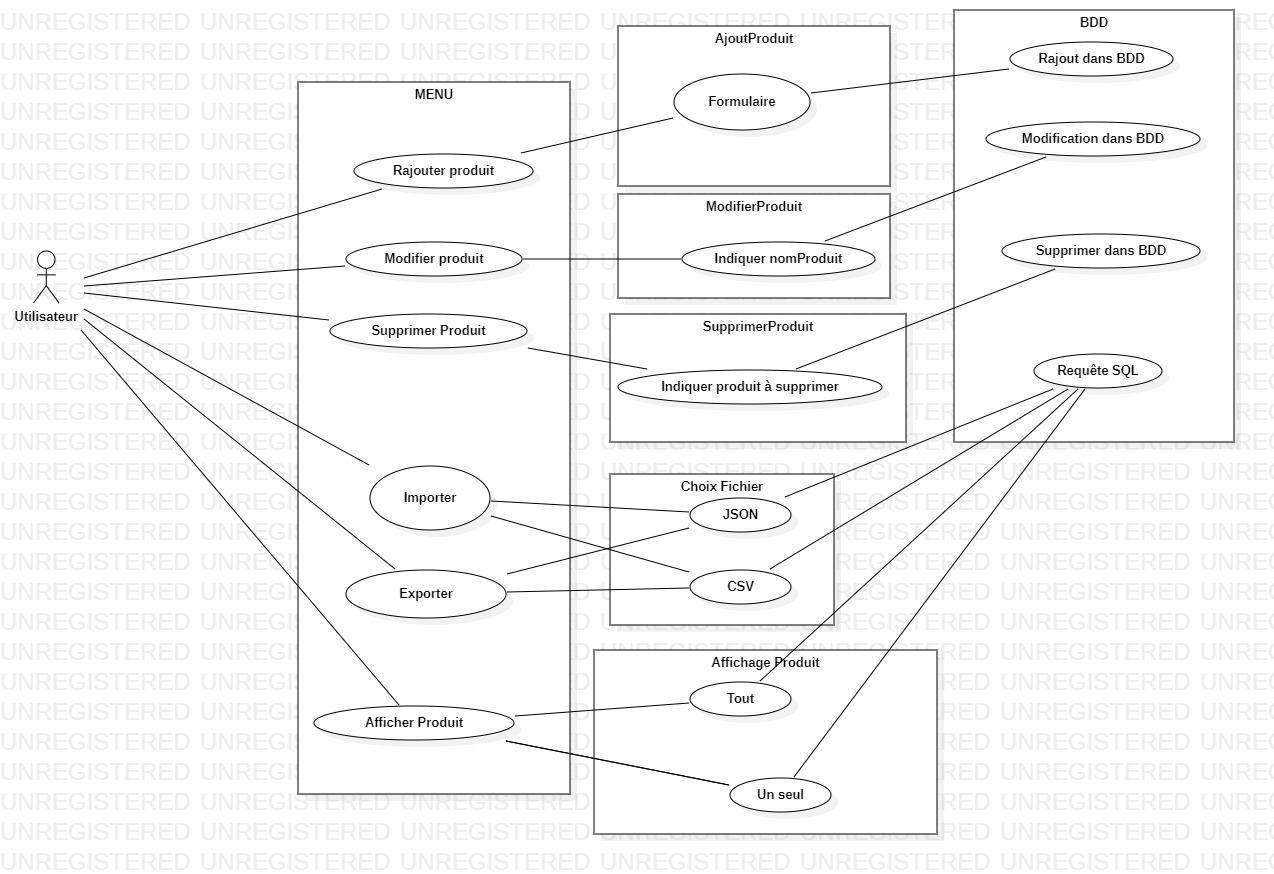 AjoutProduit
BDD
Formulaire
Rajout dans BDD
MENU
Modification dans BDD
Rajouter produit
ModifierProduit
Modifier produit
Indiquer nomProduit
Supprimer dans BDD
Utilisateur
Supprimer Produit
SupprimerProduit
Indiquer produit à supprimer
Requête SQL
Importer
Choix Fichier
JSON
Exporter
CSV
Affichage Produit
Afficher Produit
Tout
Un seul
UNREGISTERED